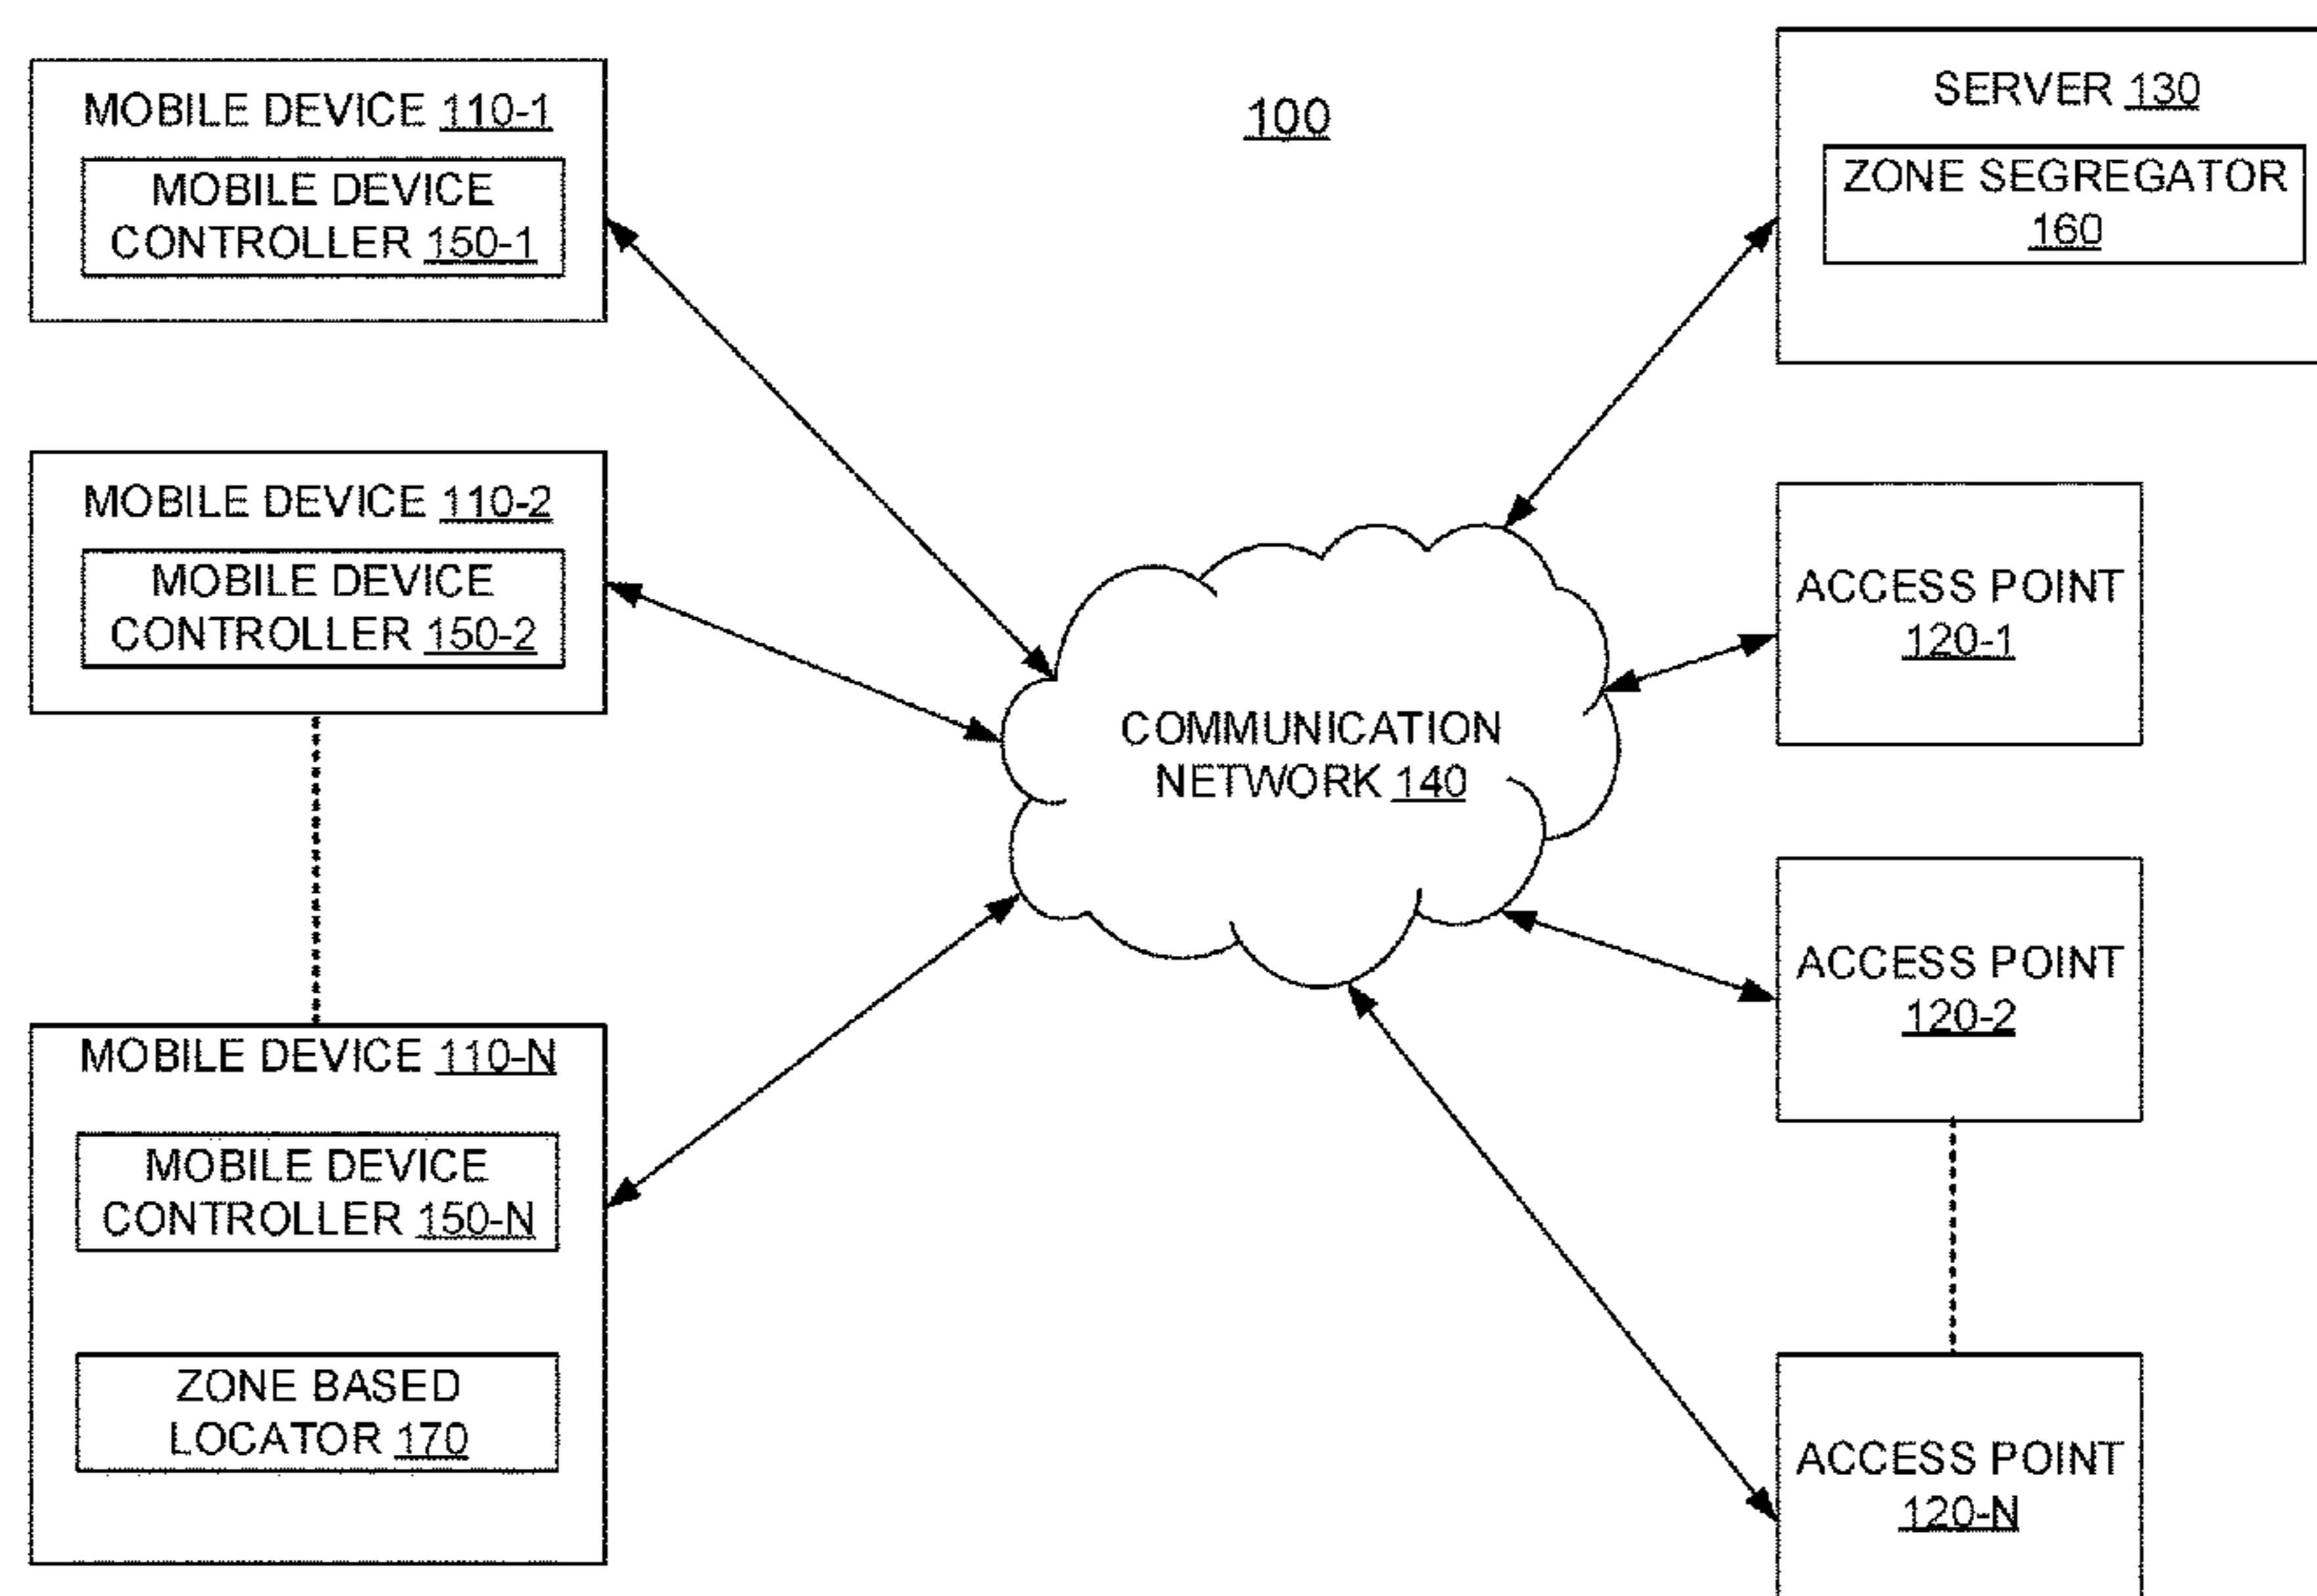 MOBILE DEVICE 110-1
MOBILE DEVICE
CONTROLLER 150-1
100
SERVER 130
ZONE SEGREGATOR
160
MOBILE DEVICE 110-2
MOBILE DEVICE
CONTROLLER 150-2
ACCESS POINT
120-1
COMMUNICATION
NETWORK 140
ACCESS POINT
120-2
MOBILE DEVICE 110-N
MOBILE DEVICE
CONTROLLER 150-N
ZONE BASED
LOCATOR 170
ACCESS POINT
120-N